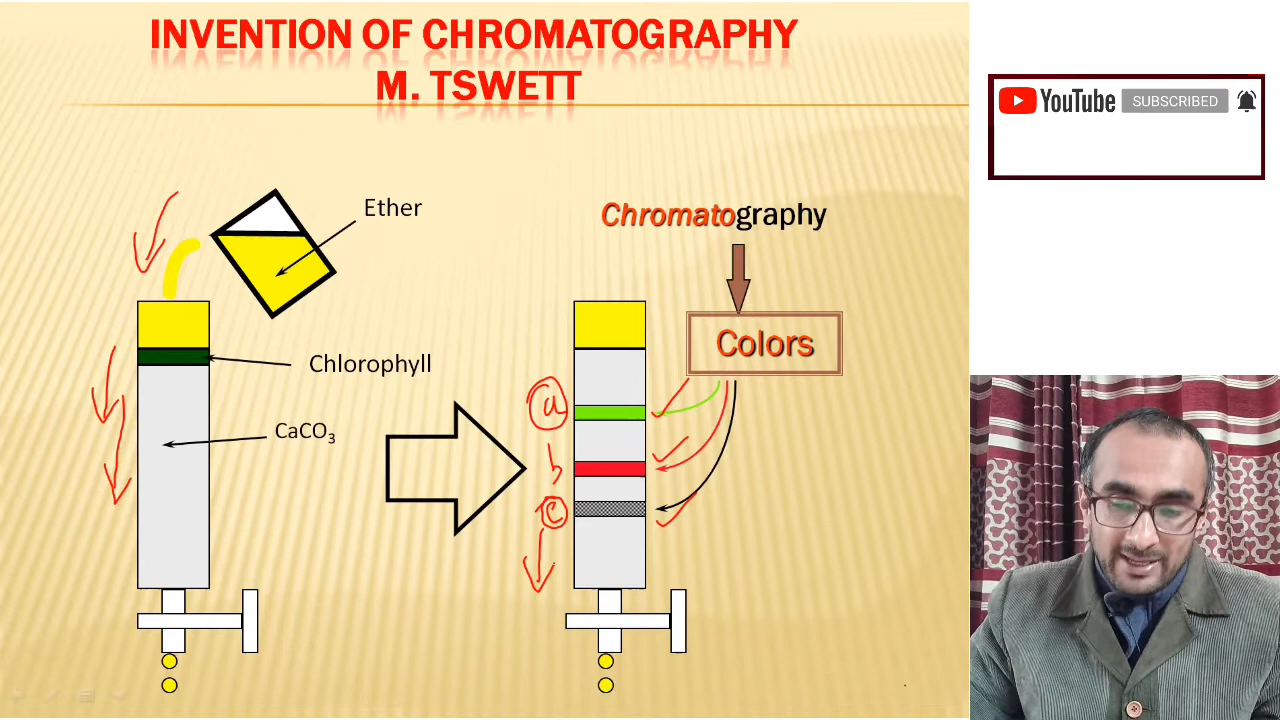 INVENTION OF CHROMATOGRAPHY
M. TSWETT
YouTube SUBSCRIBED
Ether
Chromatography
Colors
Chlorophyll
CaCO₃
a
b
c